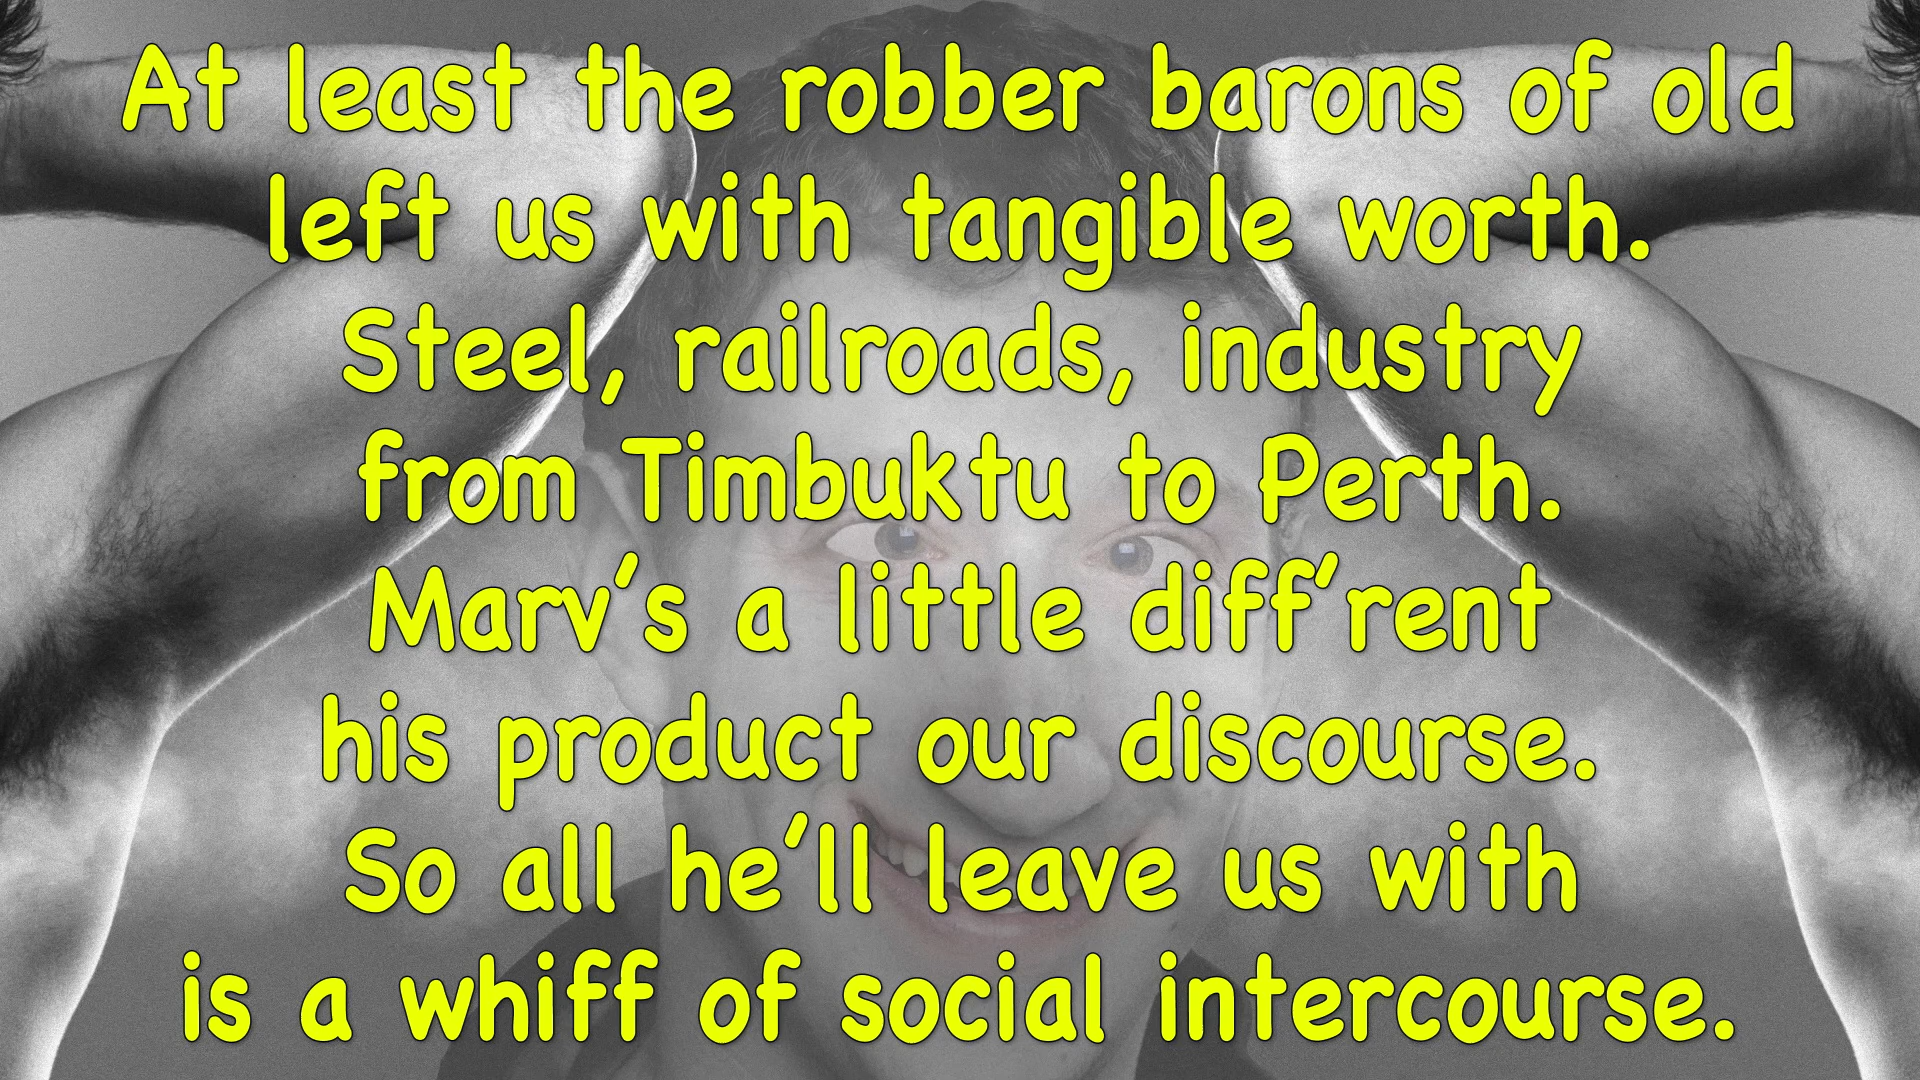 At least the robber barons of old
left us with tangible worth.
Steel, railroads, industry
from Timbuktu to Perth.
Marv’s a little diff’rent
his product our discourse.
So all he’ll leave us with
is a whiff of social intercourse.